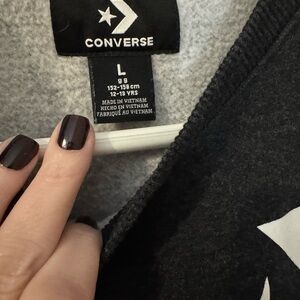 CONVERSE
L
g g
152-158 cm
12-13 YRS
MADE IN VIETNAM
HECHO EN VIETNAM
FABRIQUÉ AU VIETNAM